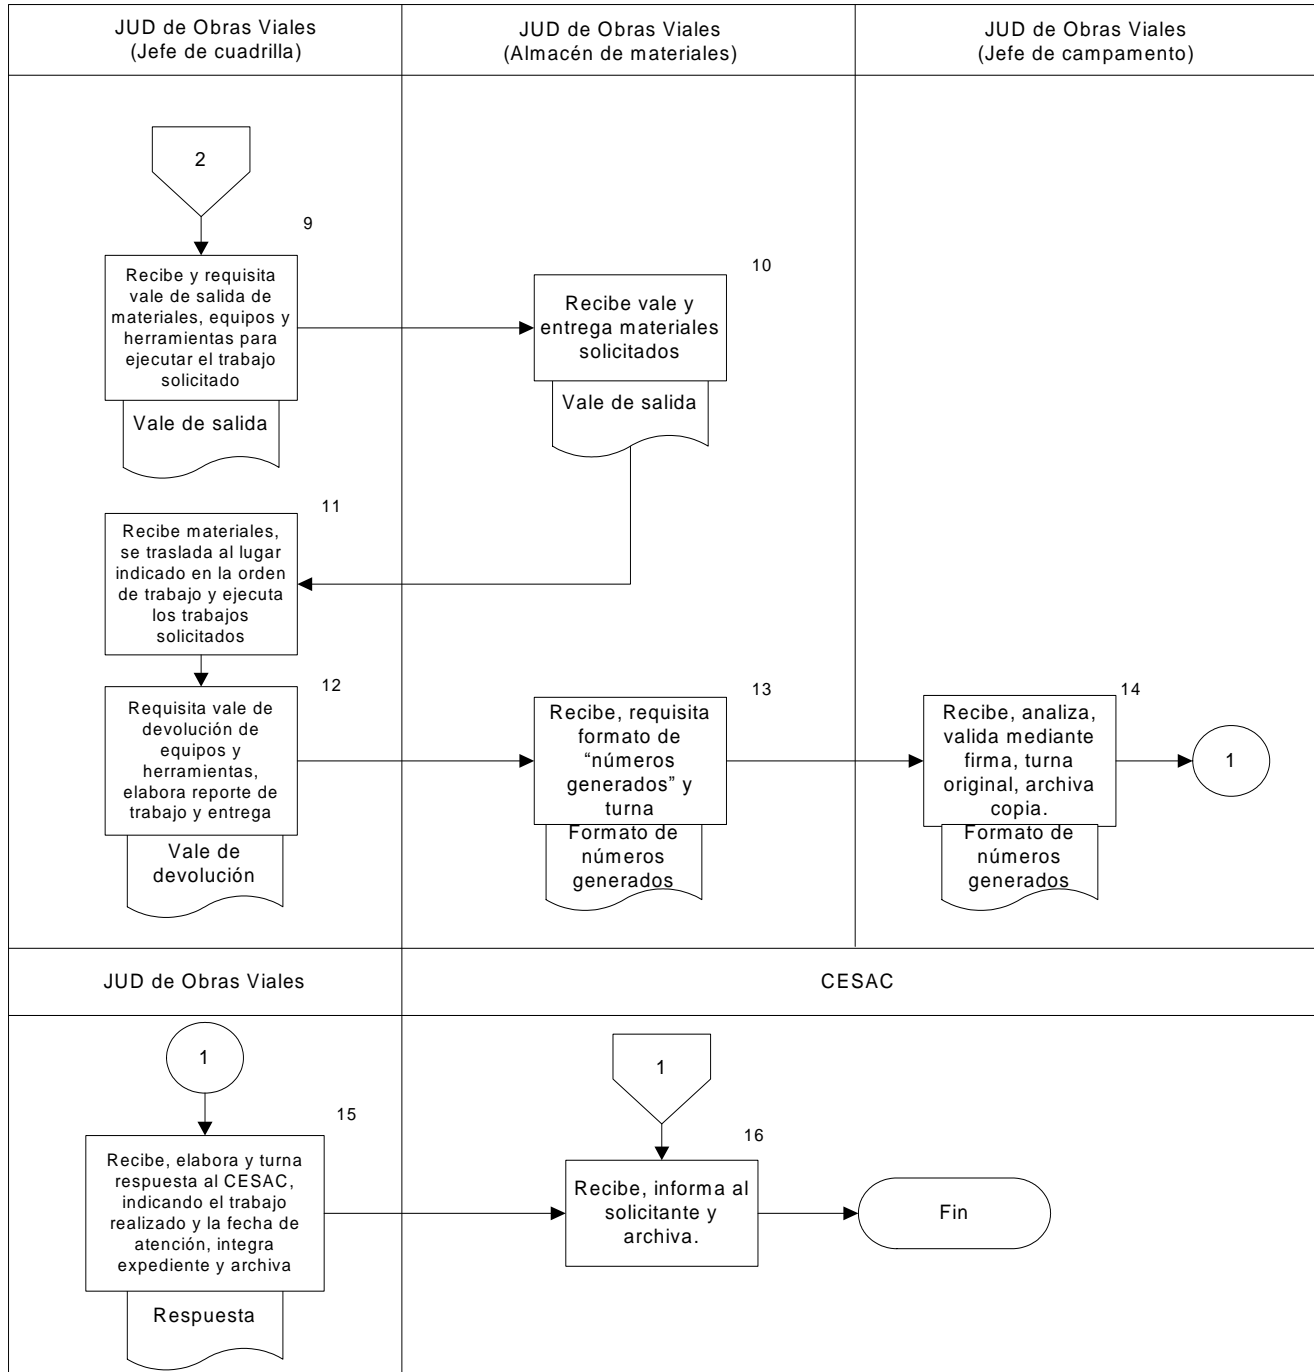 JUD de Obras Viales
(Jefe de cuadrilla)
JUD de Obras Viales
(Almacén de materiales)
JUD de Obras Viales
(Jefe de campamento)
2
9
Recibe y requisita
vale de salida de
materiales, equipos y
herramientas para
ejecutar el trabajo
solicitado
Vale de salida
10
Recibe vale y
entrega materiales
solicitados
Vale de salida
11
Recibe materiales,
se traslada al lugar
indicado en la orden
de trabajo y ejecuta
los trabajos
solicitados
12
Requisita vale de
devolución de
equipos y
herramientas,
elabora reporte de
trabajo y entrega
Vale de
devolución
13
Recibe, requisita
formato de
“números
generados” y
turna
Formato de
números
generados
14
Recibe, analiza,
valida mediante
firma, turna
original, archiva
copia.
Formato de
números
generados
1
JUD de Obras Viales
CESAC
1
15
Recibe, elabora y turna
respuesta al CESAC,
indicando el trabajo
realizado y la fecha de
atención, integra
expediente y archiva
Respuesta
1
16
Recibe, informa al
solicitante y
archiva.
Fin